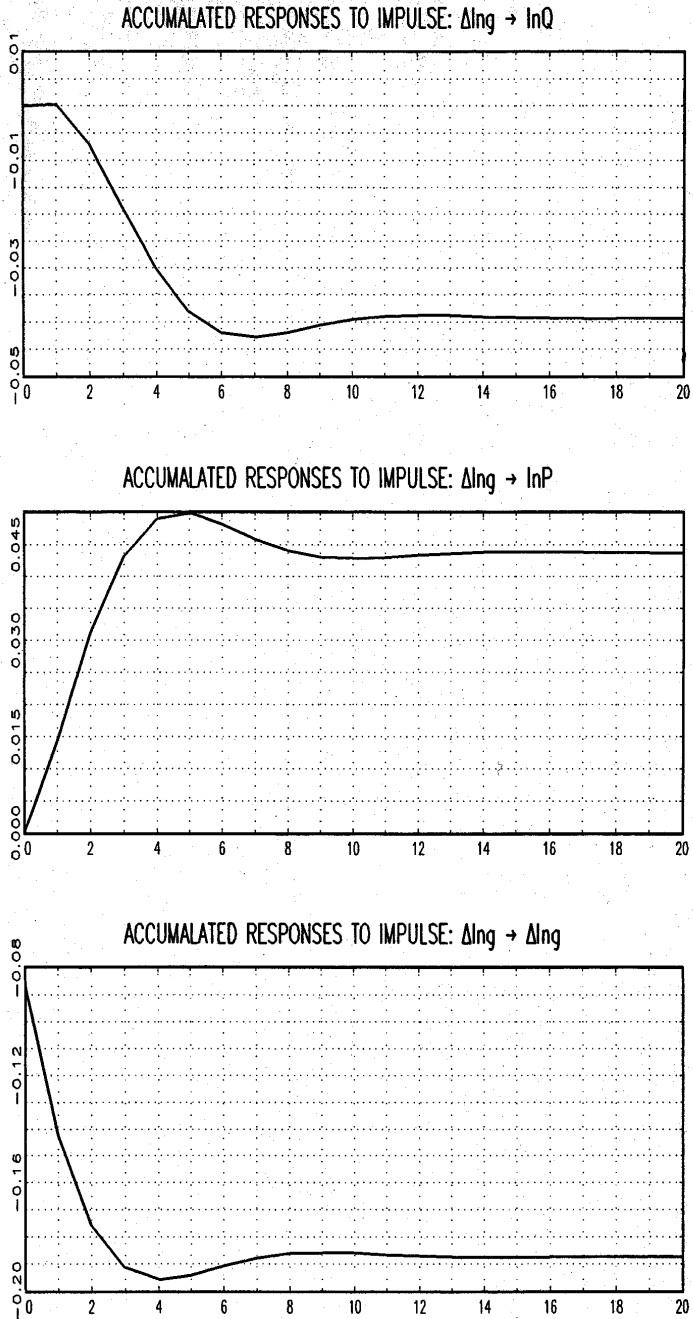 ACCUMALATED RESPONSES TO IMPULSE: Δlng → lnQ
0.01
-0.01
-0.03
-0.05
0 2 4 6 8 10 12 14 16 18 20
ACCUMALATED RESPONSES TO IMPULSE: Δlng → lnP
0.045
0.030
0.015
0.000
0 2 4 6 8 10 12 14 16 18 20
ACCUMALATED RESPONSES TO IMPULSE: Δlng → Δlng
-0.08
-0.12
-0.16
-0.20
0 2 4 6 8 10 12 14 16 18 20